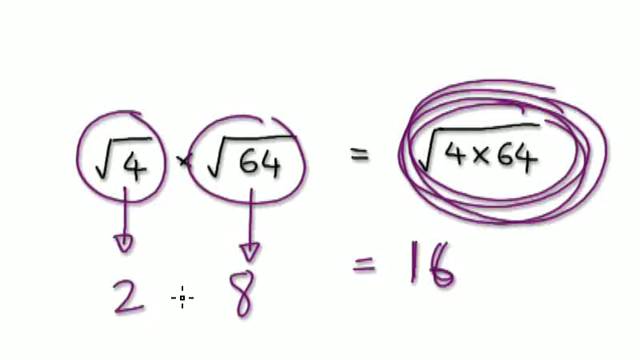 √4 × √64 = √4×64
2 8 = 16